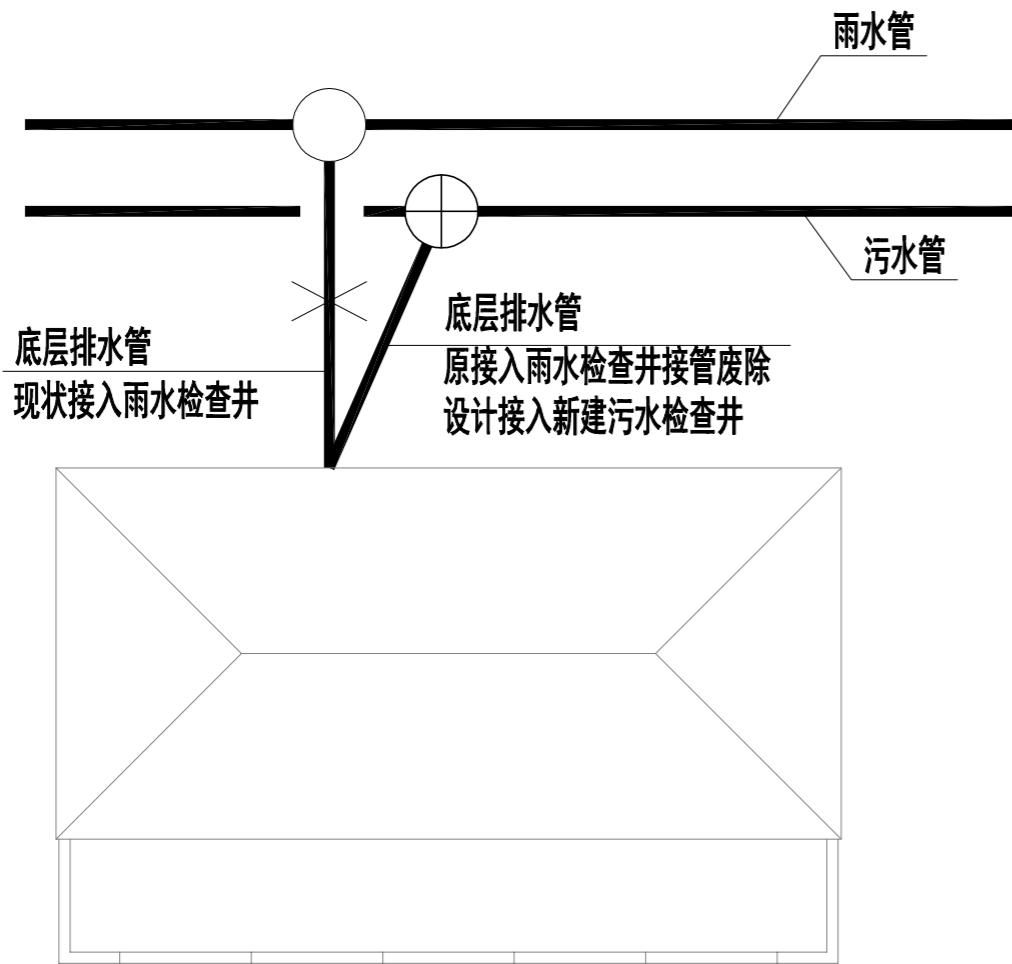 雨水管
污水管
底层排水管
现状接入雨水检查井
底层排水管
原接入雨水检查井接管废除
设计接入新建污水检查井